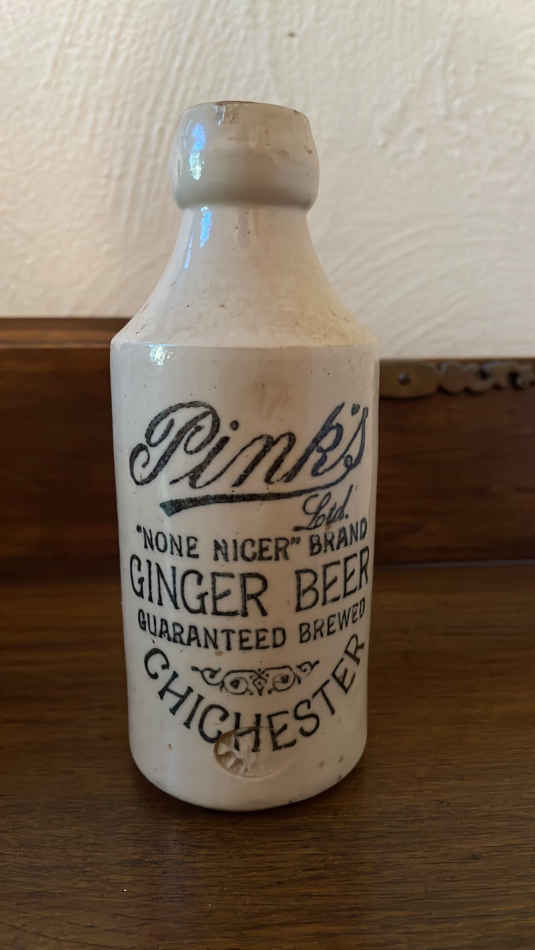 Pink's
Ltd.
"NONE NICER" BRAND
GINGER BEER
GUARANTEED BREWED
CHICHESTER